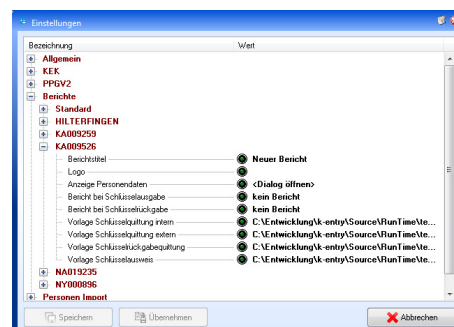 Einstellungen
Bezeichnung Wert
Allgemein
KEK
PPGV2
Berichte
Standard
HILTERFINGEN
KA009259
KA009526
Berichtstitel Neuer Bericht
Logo
Anzeige Personendaten <Dialog öffnen>
Bericht bei Schlüsselausgabe kein Bericht
Bericht bei Schlüsselrückgabe kein Bericht
Vorlage Schlüsselquittung intern C:\Entwicklung\k-entry\Source\RunTime\te...
Vorlage Schlüsselquittung extern C:\Entwicklung\k-entry\Source\RunTime\te...
Vorlage Schlüsselrückgabequittung C:\Entwicklung\k-entry\Source\RunTime\te...
Vorlage Schlüsselausweis C:\Entwicklung\k-entry\Source\RunTime\te...
NA019235
NY000896
Personen Import
Speichern Übernehmen Abbrechen